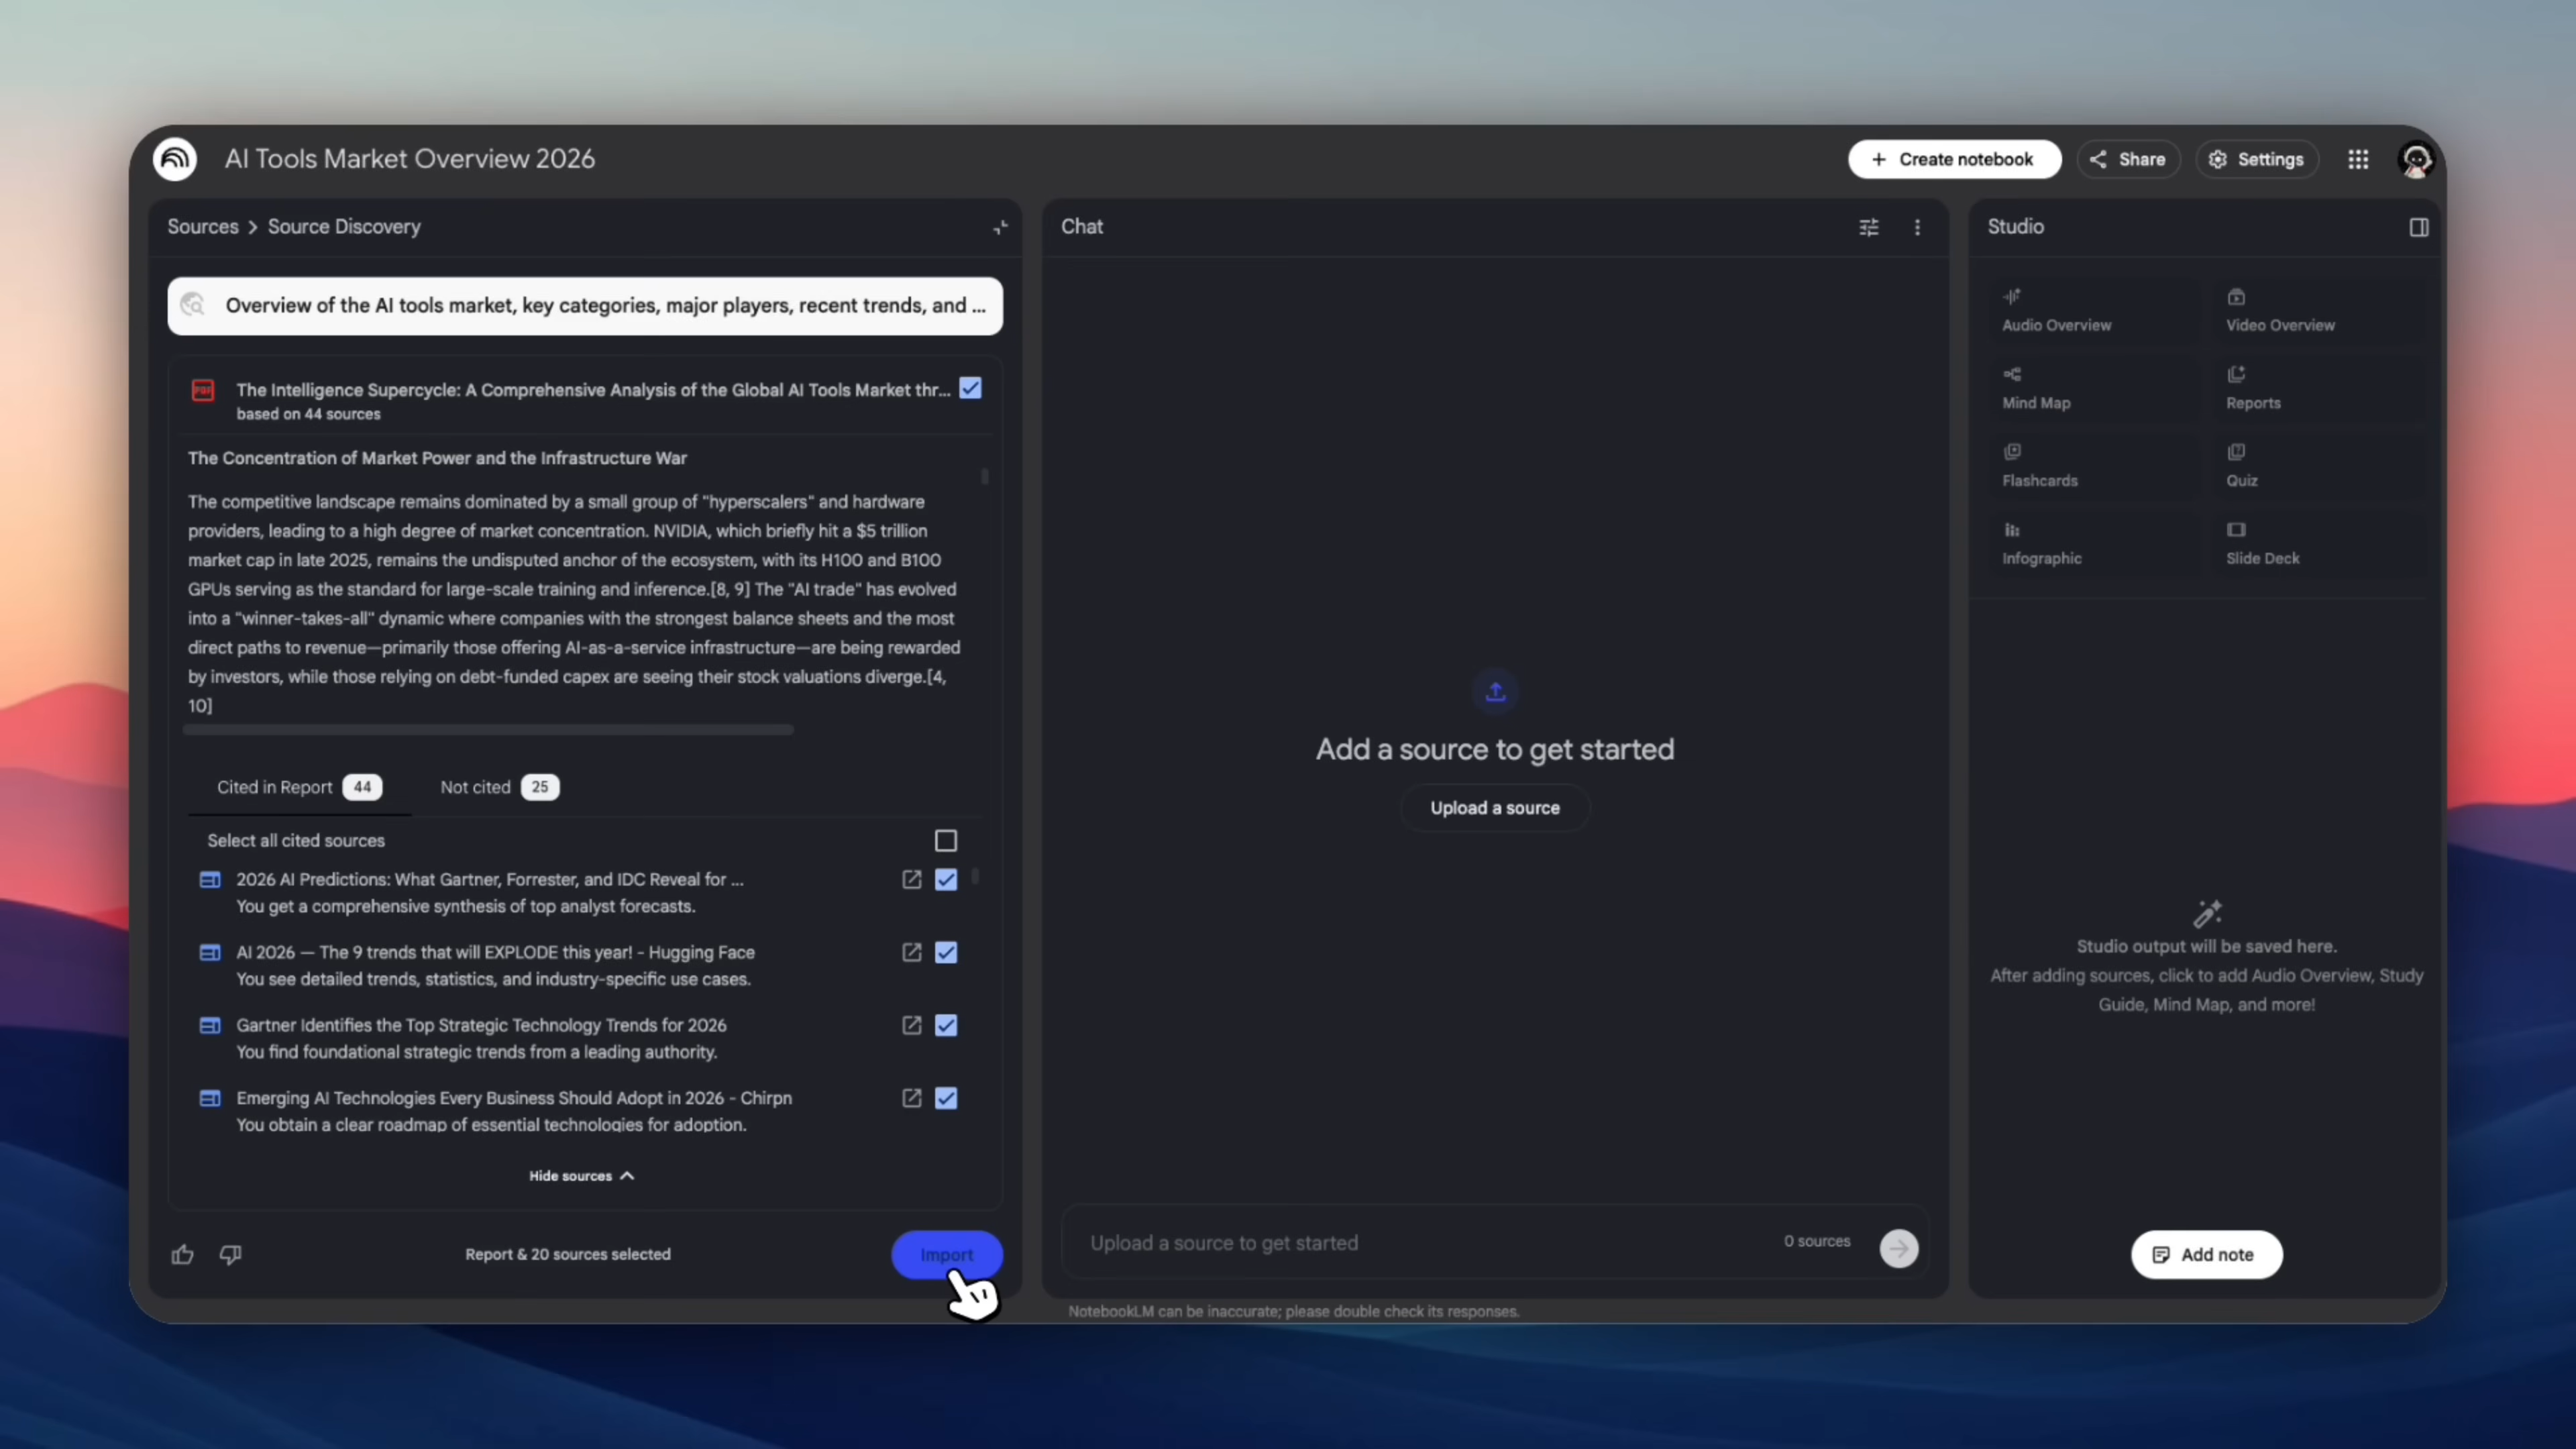 AI Tools Market Overview 2026
+ Create notebook
Share
Settings
Sources > Source Discovery
Overview of the AI tools market, key categories, major players, recent trends, and ...
PDF
The Intelligence Supercycle: A Comprehensive Analysis of the Global AI Tools Market thr...
based on 44 sources
The Concentration of Market Power and the Infrastructure War
The competitive landscape remains dominated by a small group of "hyperscalers" and hardware
providers, leading to a high degree of market concentration. NVIDIA, which briefly hit a $5 trillion
market cap in late 2025, remains the undisputed anchor of the ecosystem, with its H100 and B100
GPUs serving as the standard for large-scale training and inference.[8, 9] The "AI trade" has evolved
into a "winner-takes-all" dynamic where companies with the strongest balance sheets and the most
direct paths to revenue—primarily those offering AI-as-a-service infrastructure—are being rewarded
by investors, while those relying on debt-funded capex are seeing their stock valuations diverge.[4,
10]
Cited in Report 44
Not cited 25
Select all cited sources
2026 AI Predictions: What Gartner, Forrester, and IDC Reveal for ...
You get a comprehensive synthesis of top analyst forecasts.
AI 2026 — The 9 trends that will EXPLODE this year! - Hugging Face
You see detailed trends, statistics, and industry-specific use cases.
Gartner Identifies the Top Strategic Technology Trends for 2026
You find foundational strategic trends from a leading authority.
Emerging AI Technologies Every Business Should Adopt in 2026 - Chirpn
You obtain a clear roadmap of essential technologies for adoption.
Hide sources
Report & 20 sources selected
Import
Chat
Add a source to get started
Upload a source
Upload a source to get started
0 sources
NotebookLM can be inaccurate; please double check its responses.
Studio
Audio Overview
Video Overview
Mind Map
Reports
Flashcards
Quiz
Infographic
Slide Deck
Studio output will be saved here.
After adding sources, click to add Audio Overview, Study
Guide, Mind Map, and more!
Add note